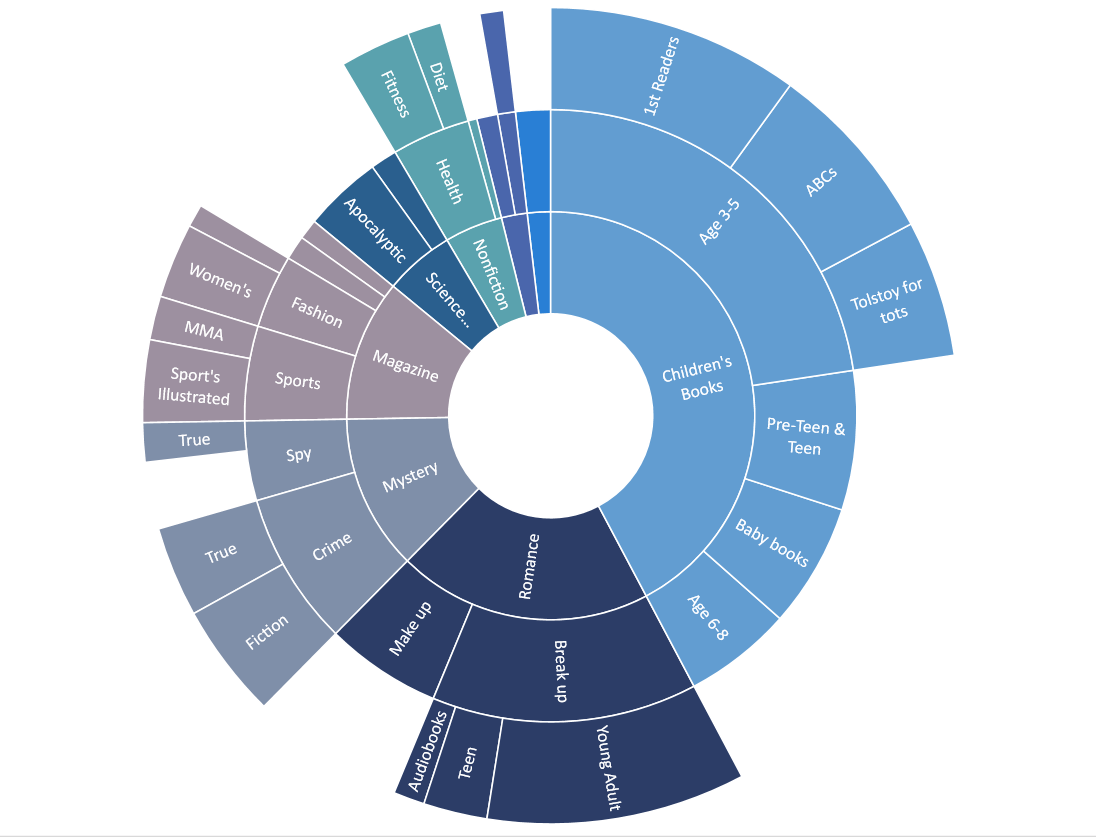 1st Readers
ABCs
Tolstoy for
tots
Age 3-5
Children's
Books
Pre-Teen &
Teen
Baby books
Age 6-8
Romance
Break up
Make up
Young Adult
Teen
Audiobooks
Mystery
Crime
Fiction
True
Spy
True
Magazine
Sports
Sport's
Illustrated
MMA
Fashion
Women's
Science...
Apocalyptic
Nonfiction
Health
Fitness
Diet